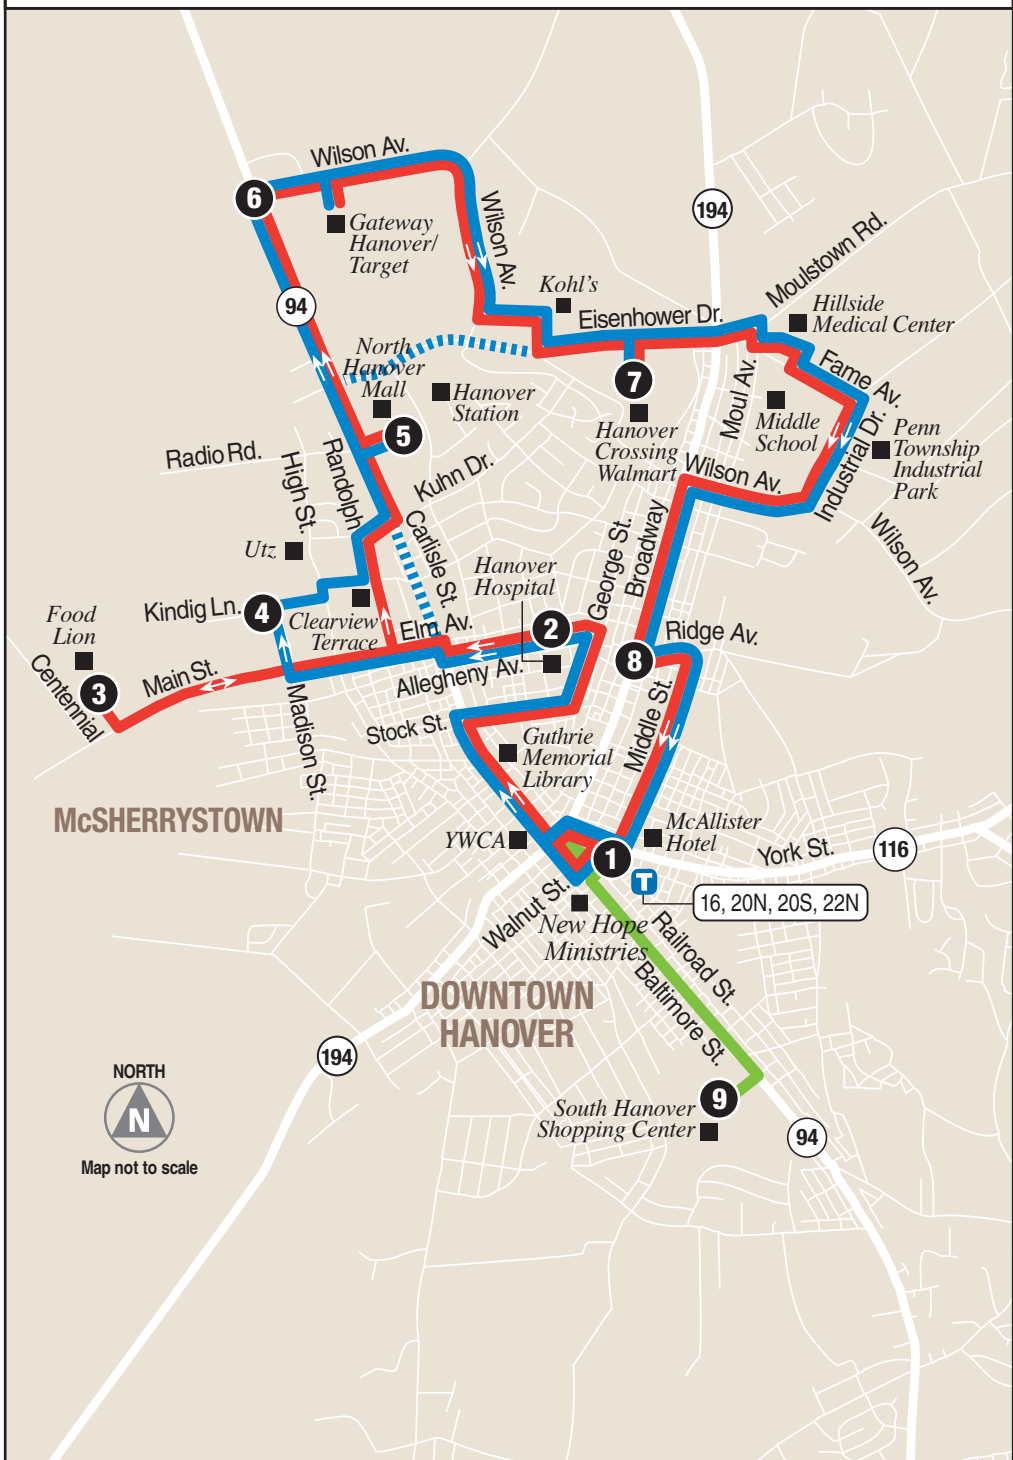 Wilson Av.
6
Gateway
Hanover/
Target
Wilson Av.
194
Moulstown Rd.
94
Kohl's
Eisenhower Dr.
Hillside
Medical Center
North
Hanover
Mall
Hanover
Station
7
Moul Av.
Fame Av.
5
Hanover
Crossing
Walmart
Middle
School
Industrial Dr.
Penn
Township
Industrial
Park
Radio Rd.
High St.
Randolph
Kuhn Dr.
Wilson Av.
Wilson Av.
Utz
Carlisle St.
Hanover
Hospital
George St.
Broadway
Food
Lion
Kindig Ln.
4
Clearview
Terrace
Elm Av.
2
Ridge Av.
8
Centennial
3
Main St.
Madison St.
Allegheny Av.
Stock St.
Guthrie
Memorial
Library
Middle St.
McSHERRYSTOWN
YWCA
1
McAllister
Hotel
York St.
116
T
16, 20N, 20S, 22N
Walnut St.
New Hope
Ministries
Railroad St.
Baltimore St.
DOWNTOWN
HANOVER
194
NORTH
N
Map not to scale
9
South Hanover
Shopping Center
94